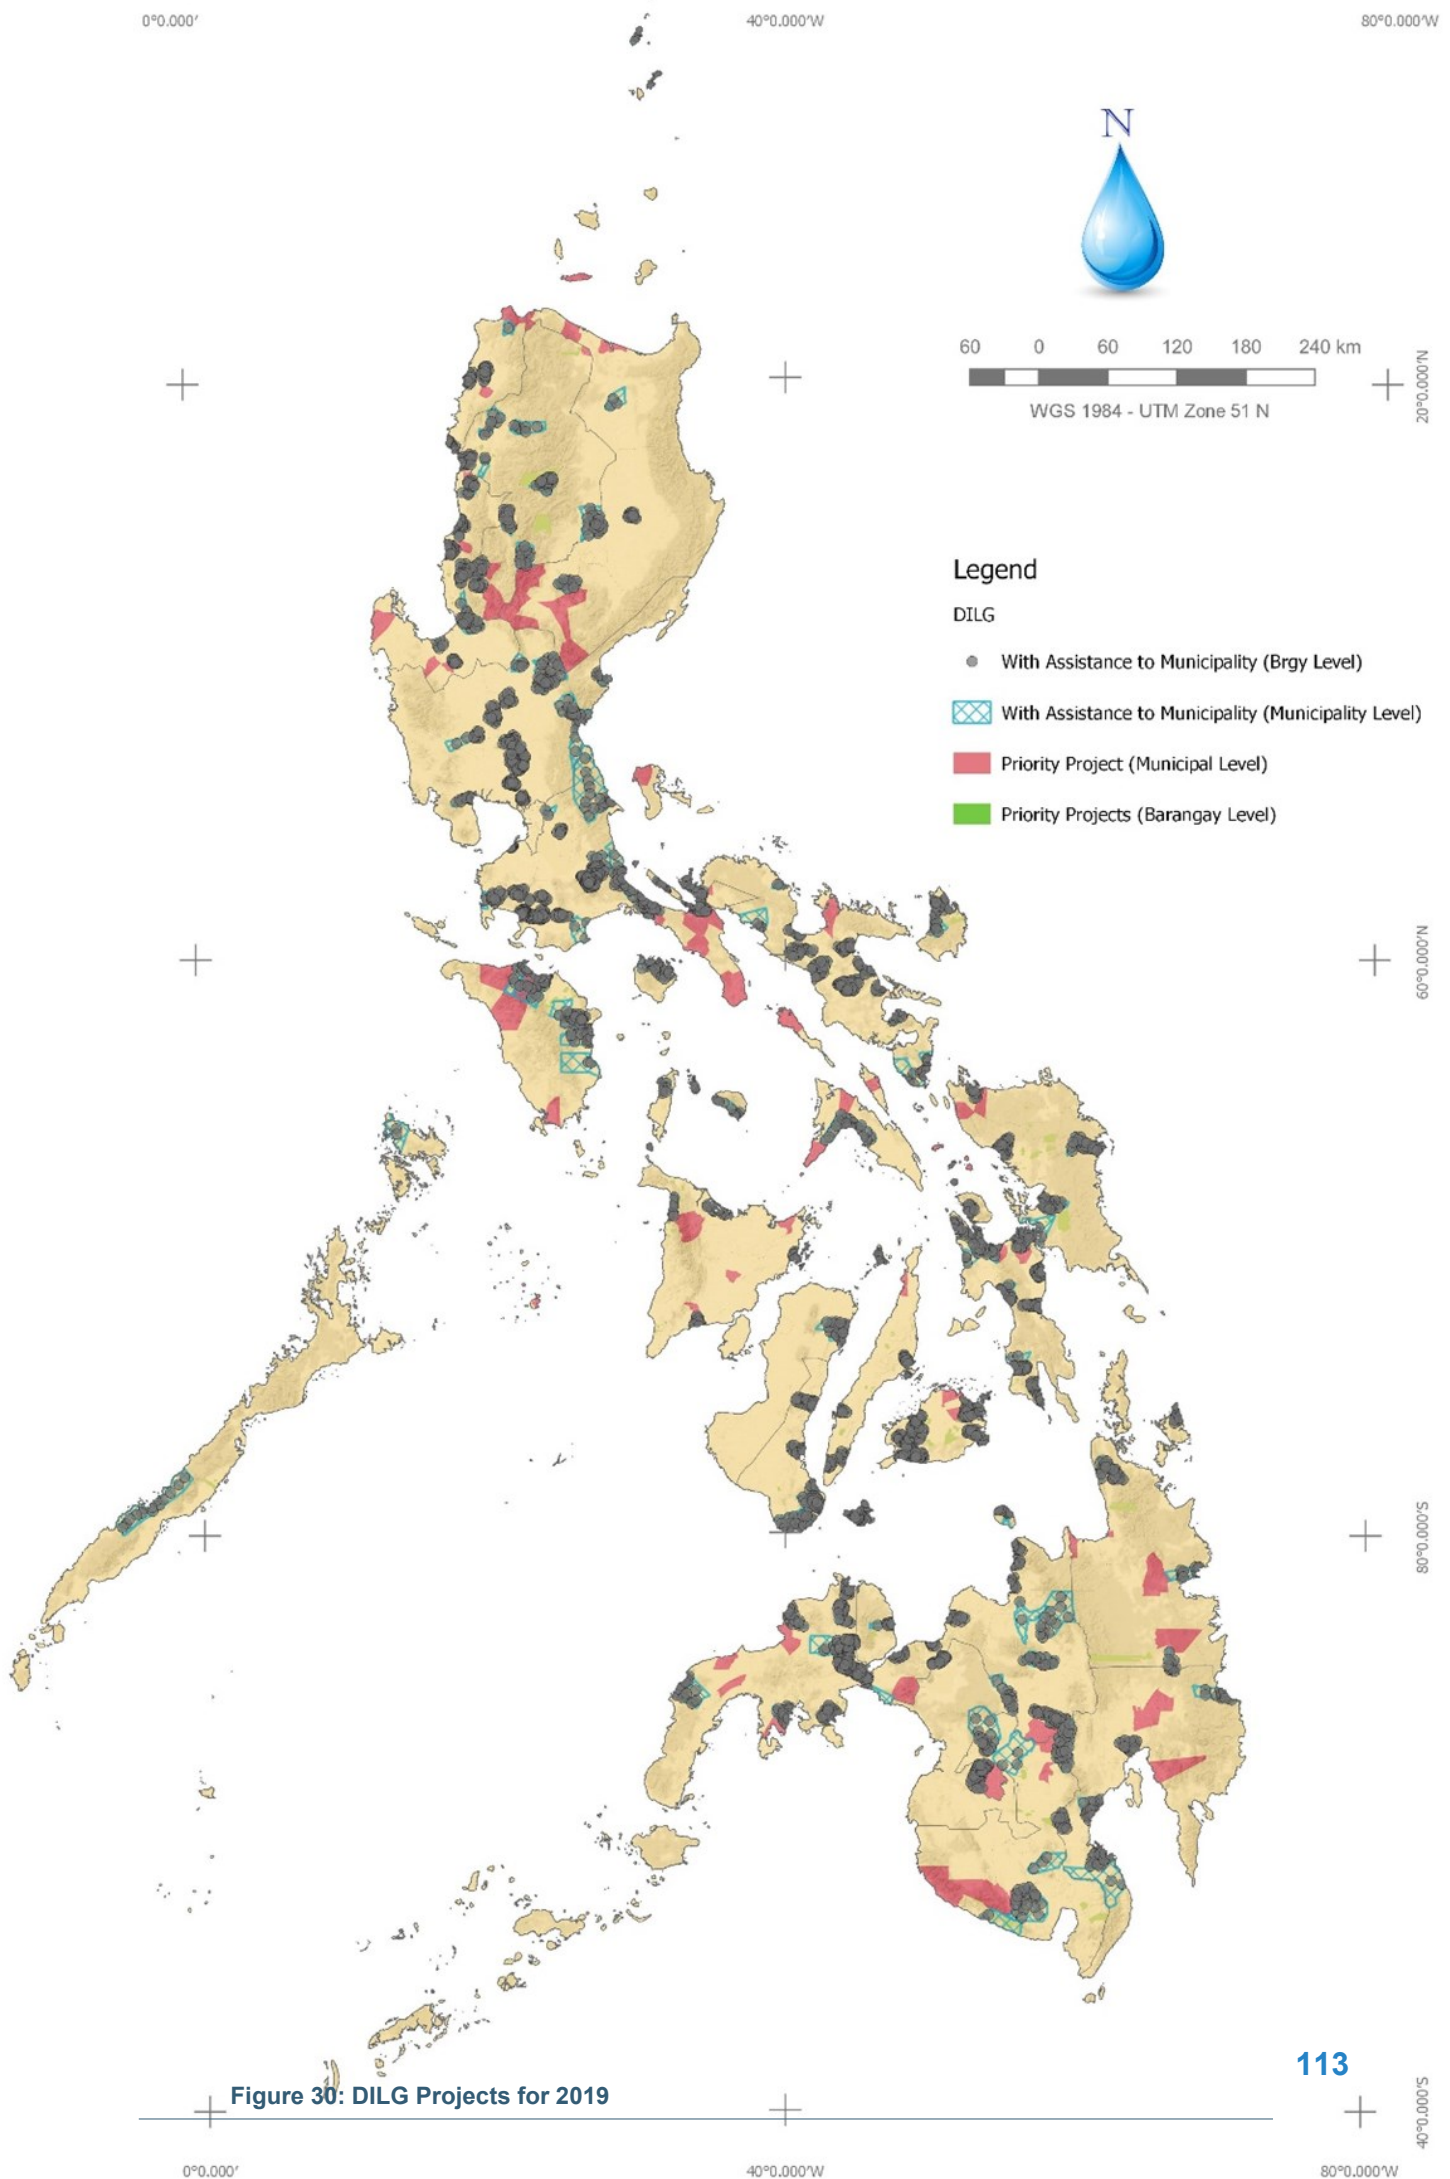 0°0.000′ 40°0.000′W 80°0.000′W
N
60 0 60 120 180 240 km
WGS 1984 - UTM Zone 51 N
20°0.000′N
Legend
DILG
With Assistance to Municipality (Brgy Level)
With Assistance to Municipality (Municipality Level)
Priority Project (Municipal Level)
Priority Projects (Barangay Level)
60°0.000′N
80°0.000′S
113
Figure 30: DILG Projects for 2019
40°0.000′S
0°0.000′ 40°0.000′W 80°0.000′W